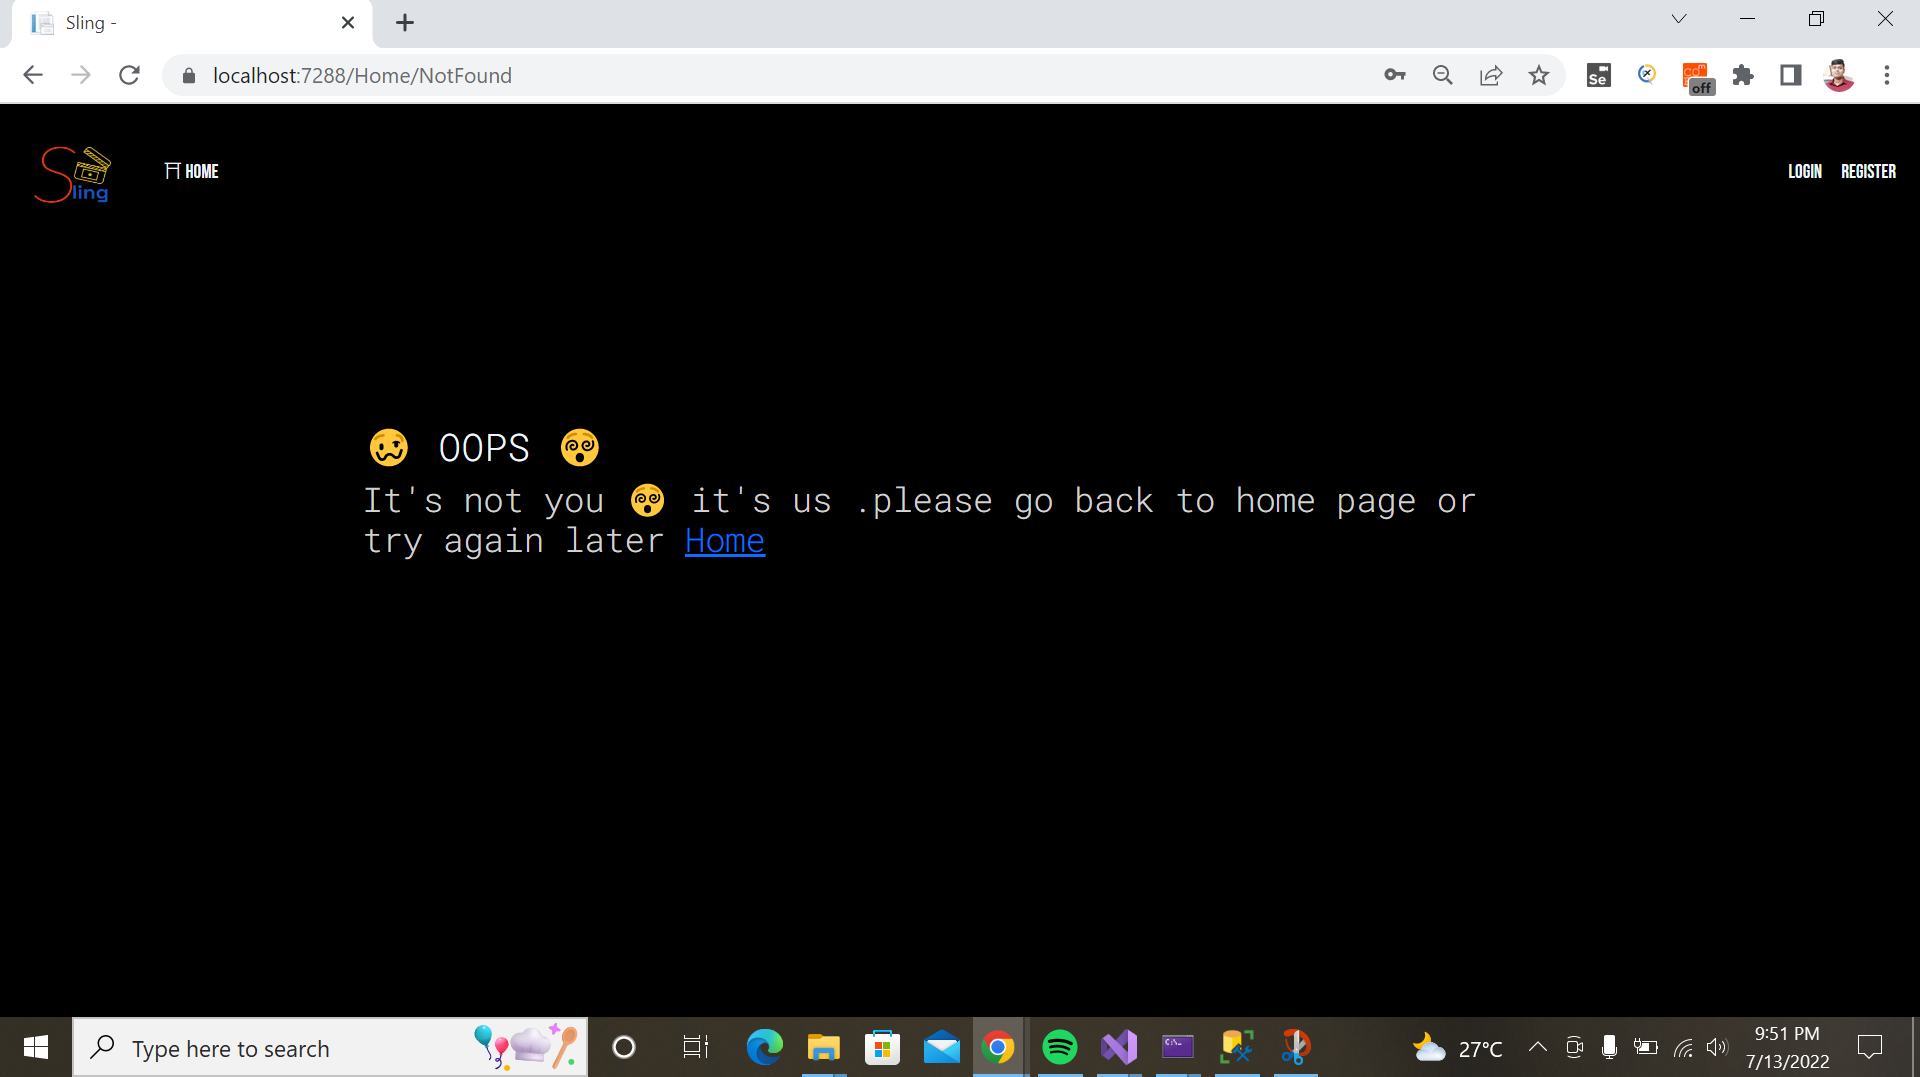 Sling -
localhost:7288/Home/NotFound
Se
com
off
Sling
HOME
LOGIN REGISTER
🥴 OOPS 😵‍💫
It's not you 😵‍💫 it's us .please go back to home page or
try again later Home
Type here to search
C:\_
27°C
9:51 PM
7/13/2022